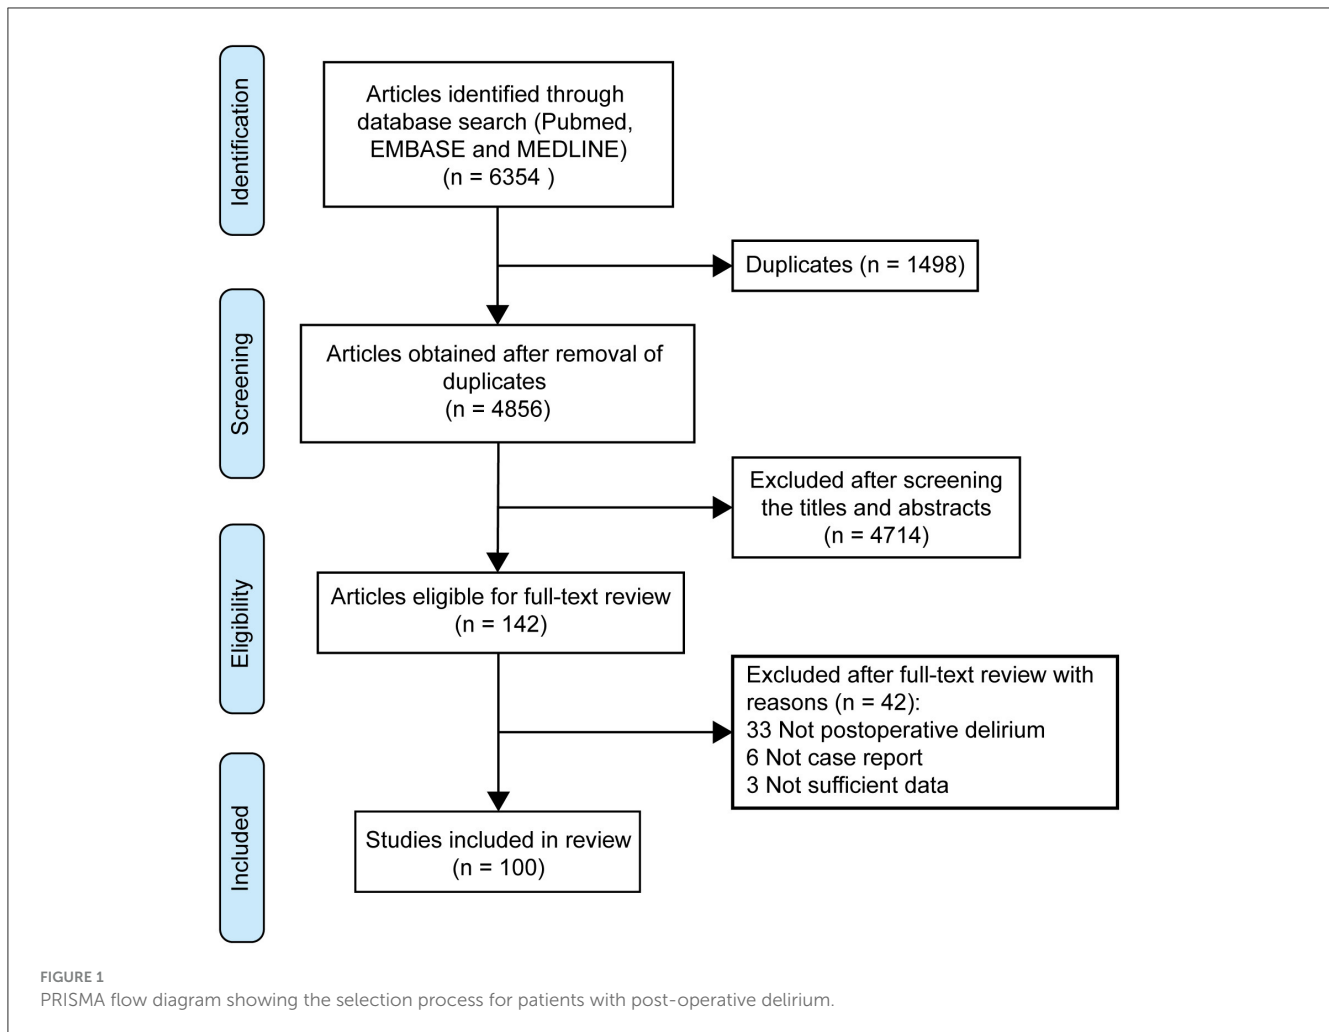 Identification
Articles identified through
database search (Pubmed,
EMBASE and MEDLINE)
(n = 6354 )
Duplicates (n = 1498)
Screening
Articles obtained after removal of
duplicates
(n = 4856)
Excluded after screening
the titles and abstracts
(n = 4714)
Eligibility
Articles eligible for full-text review
(n = 142)
Excluded after full-text review with
reasons (n = 42):
33 Not postoperative delirium
6 Not case report
3 Not sufficient data
Included
Studies included in review
(n = 100)
FIGURE 1
PRISMA flow diagram showing the selection process for patients with post-operative delirium.